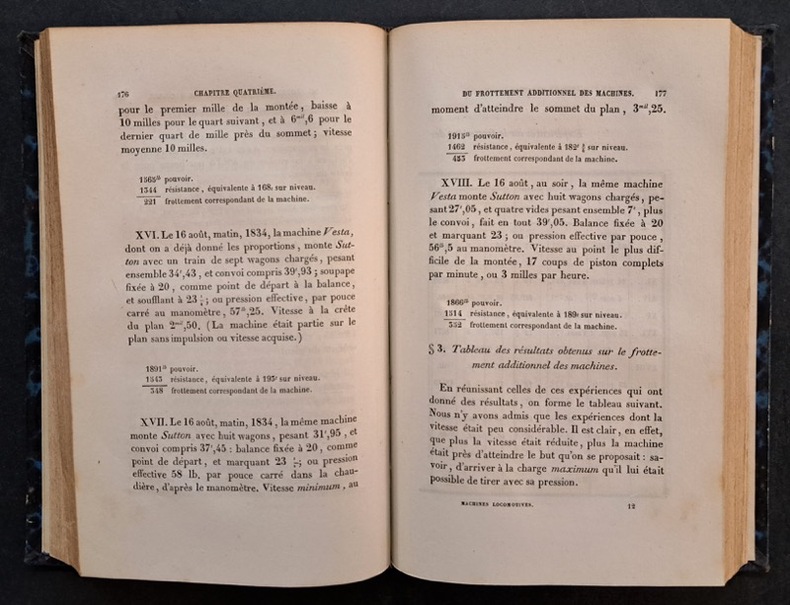 176 CHAPITRE QUATRIÈME.
pour le premier mille de la montée, baisse à
10 milles pour le quart suivant, et à 6mil,6 pour le
dernier quart de mille près du sommet; vitesse
moyenne 10 milles.
1565lb pouvoir.
1344 résistance, équivalente à 168t sur niveau.
221 frottement correspondant de la machine.
XVI. Le 16 août, matin, 1834, la machine Vesta,
dont on a déjà donné les proportions, monte Sut-
ton avec un train de sept wagons chargés, pesant
ensemble 34t,43, et convoi compris 39t,93; soupape
fixée à 20, comme point de départ à la balance,
et soufflant à 23 ½; ou pression effective, par pouce
carré au manomètre, 57lb,25. Vitesse à la crête
du plan 2mil,50. (La machine était partie sur le
plan sans impulsion ou vitesse acquise.)
1891lb pouvoir.
1543 résistance, équivalente à 193t sur niveau.
348 frottement correspondant de la machine.
XVII. Le 16 août, matin, 1834, la même machine
monte Sutton avec huit wagons, pesant 31t,95, et
convoi compris, 37t,45 : balance fixée à 20, comme
point de départ, et marquant 23 ½; ou pression
effective 58 lb. par pouce carré dans la chau-
dière, d'après le manomètre. Vitesse minimum, au
DU FROTTEMENT ADDITIONNEL DES MACHINES. 177
moment d'atteindre le sommet du plan, 3mil,25.
1915lb pouvoir.
1462 résistance, équivalente à 182t ¾ sur niveau.
453 frottement correspondant de la machine.
XVIII. Le 16 août, au soir, la même machine
Vesta monte Sutton avec huit wagons chargés, pe-
sant 27t,05, et quatre vides pesant ensemble 7t, plus
le convoi, fait en tout 39t,05. Balance fixée à 20
et marquant 23; ou pression effective par pouce,
56lb,5 au manomètre. Vitesse au point le plus dif-
ficile de la montée, 17 coups de piston complets
par minute, ou 3 milles par heure.
1866lb pouvoir.
1514 résistance, équivalente à 189t sur niveau.
352 frottement correspondant de la machine.
§ 3. Tableau des résultats obtenus sur le frotte-
ment additionnel des machines.
En réunissant celles de ces expériences qui ont
donné des résultats, on forme le tableau suivant.
Nous n'y avons admis que les expériences dont la
vitesse était peu considérable. Il est clair, en effet,
que plus la vitesse était réduite, plus la machine
était près d'atteindre le but qu'on se proposait : sa-
voir, d'arriver à la charge maximum qu'il lui était
possible de tirer avec sa pression.
MACHINES LOCOMOTIVES. 12